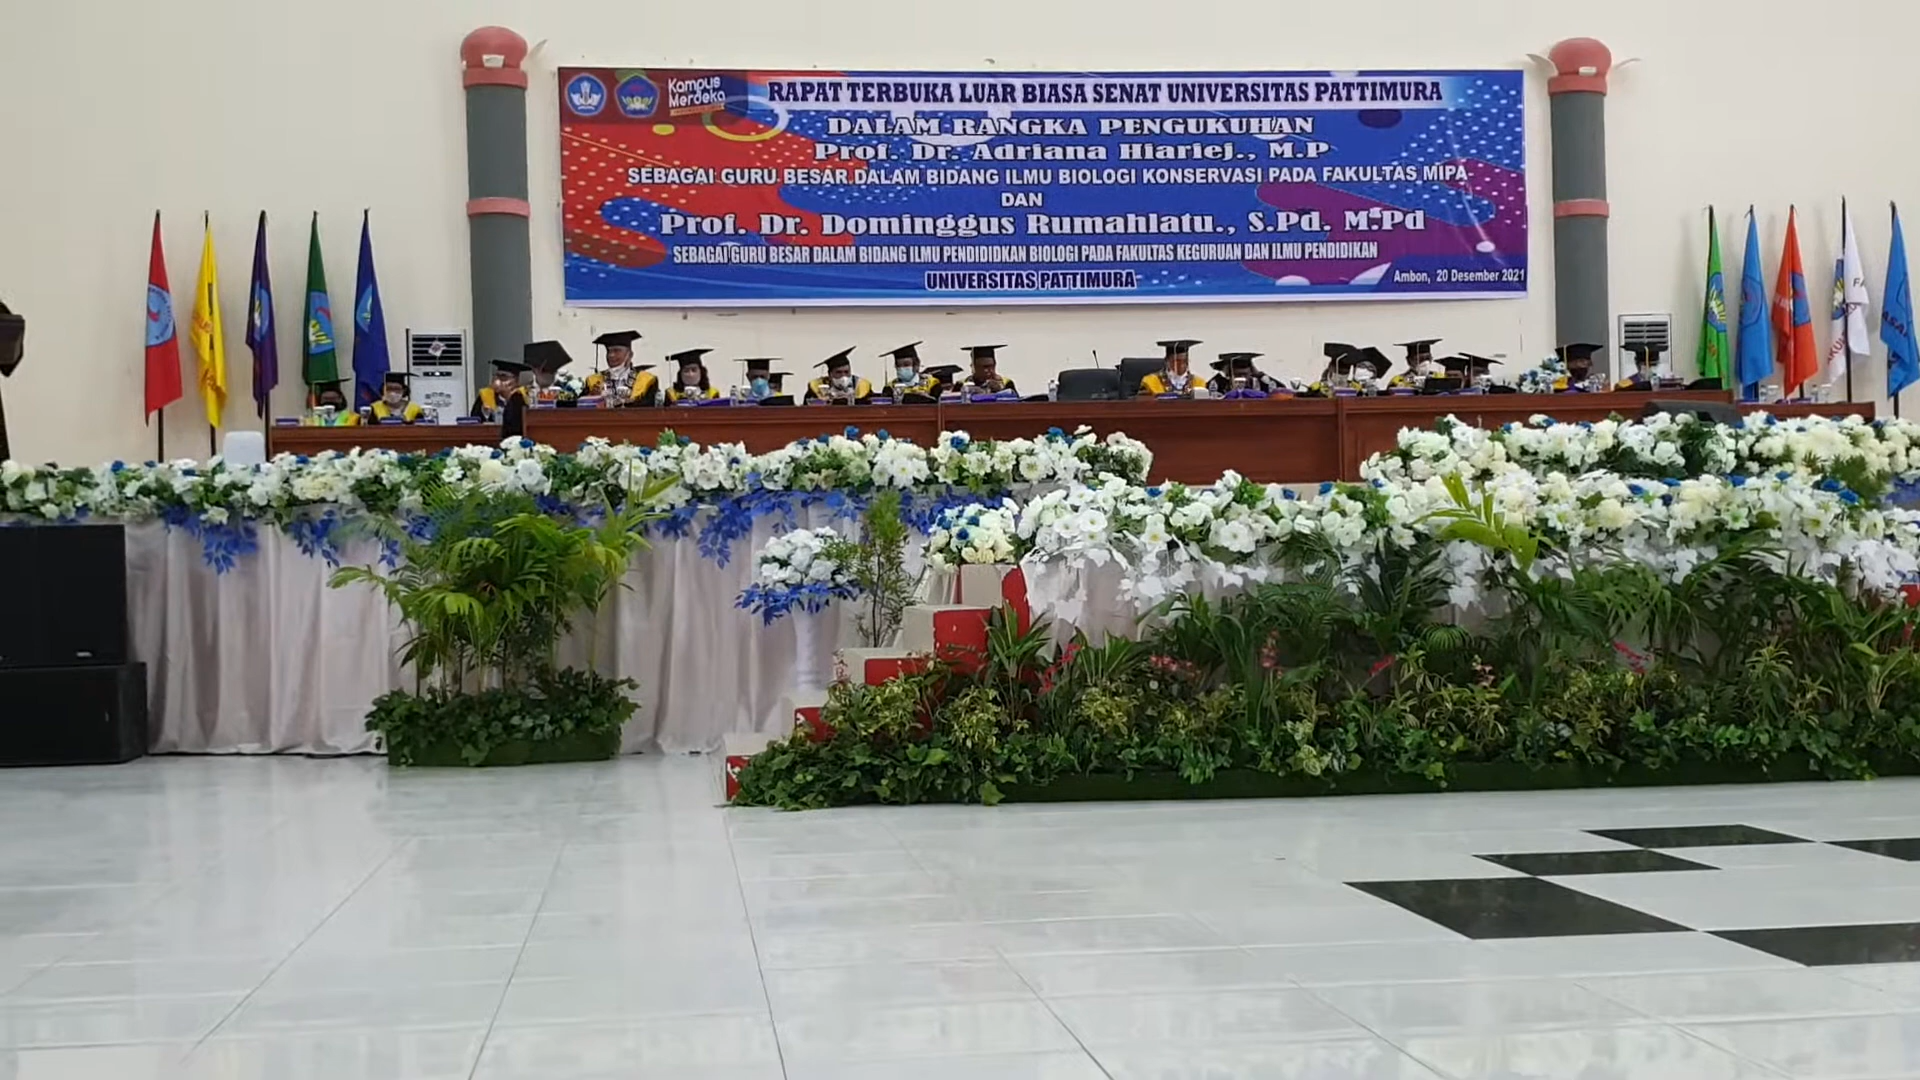 Kampus
Merdeka
RAPAT TERBUKA LUAR BIASA SENAT UNIVERSITAS PATTIMURA
DALAM RANGKA PENGUKUHAN
Prof. Dr. Adriana Hiariej., M.P
SEBAGAI GURU BESAR DALAM BIDANG ILMU BIOLOGI KONSERVASI PADA FAKULTAS MIPA
DAN
Prof. Dr. Dominggus Rumahlatu., S.Pd. M.Pd
SEBAGAI GURU BESAR DALAM BIDANG ILMU PENDIDIDKAN BIOLOGI PADA FAKULTAS KEGURUAN DAN ILMU PENDIDIKAN
UNIVERSITAS PATTIMURA
Ambon, 20 Desember 2021